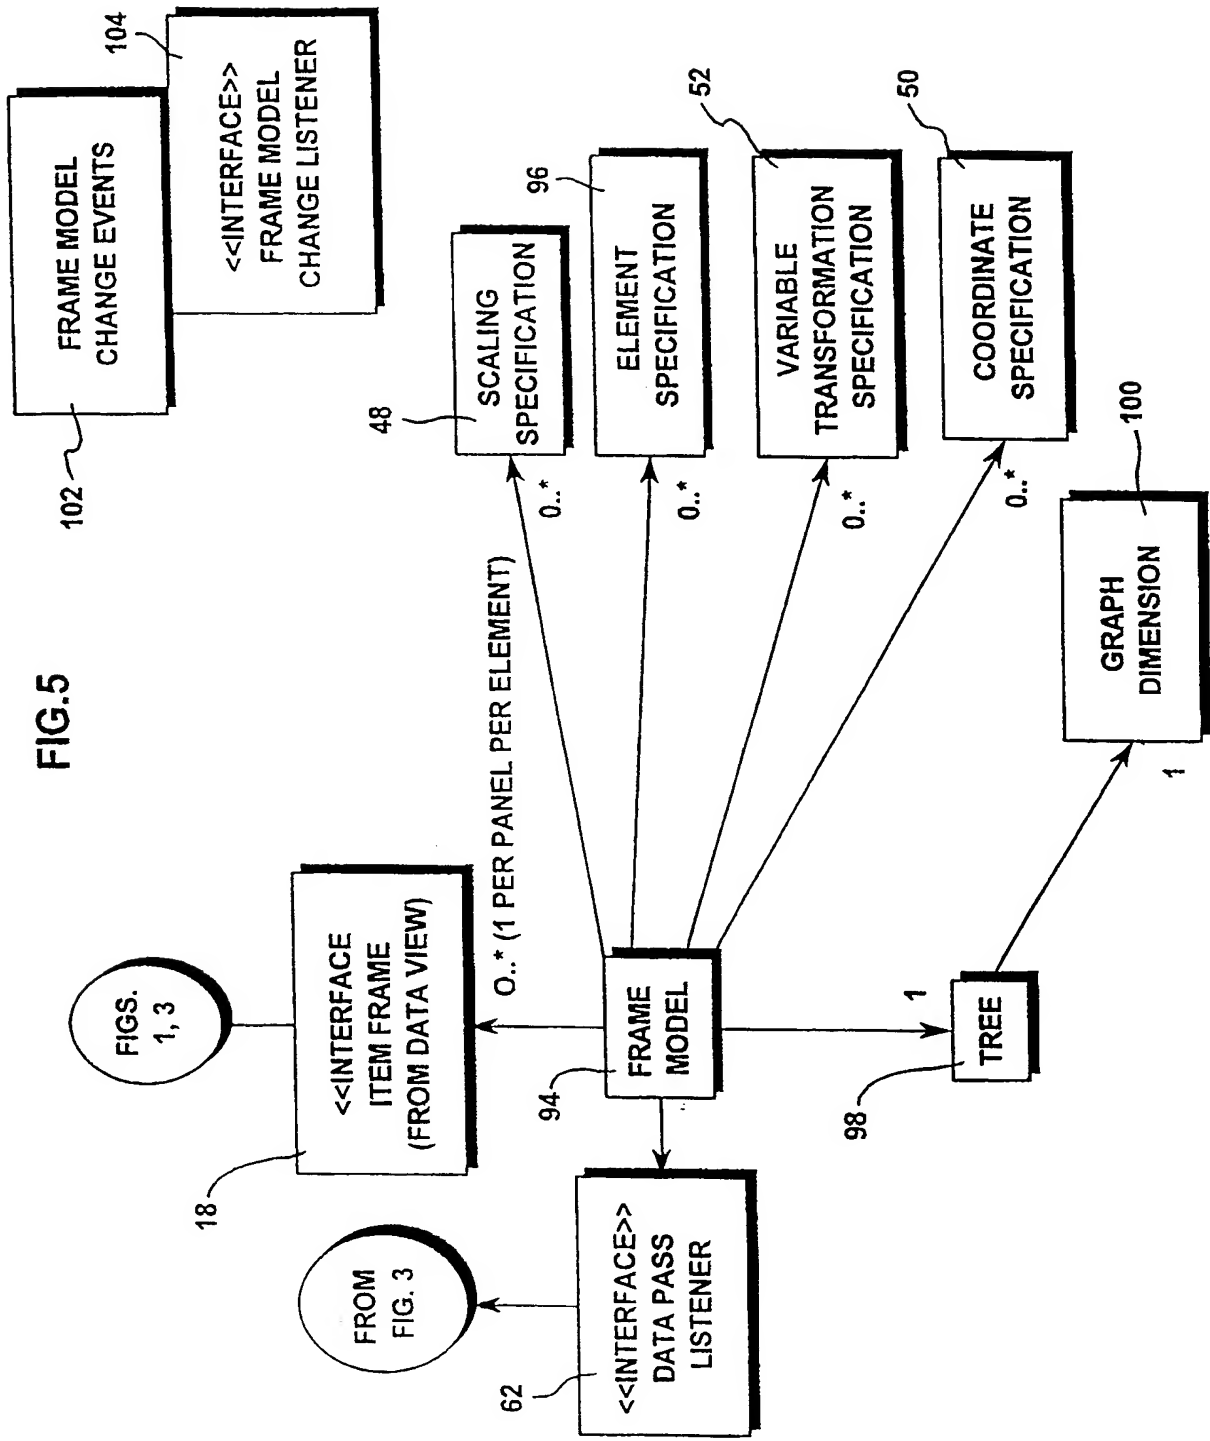 FIG.5
FRAME MODEL
CHANGE EVENTS
102
<<INTERFACE>>
FRAME MODEL
CHANGE LISTENER
104
FIGS.
1, 3
<<INTERFACE
ITEM FRAME
(FROM DATA VIEW)
18
0..* (1 PER PANEL PER ELEMENT)
FROM
FIG. 3
<<INTERFACE>>
DATA PASS
LISTENER
62
FRAME
MODEL
94
SCALING
SPECIFICATION
48
0..*
ELEMENT
SPECIFICATION
96
0..*
VARIABLE
TRANSFORMATION
SPECIFICATION
52
0..*
COORDINATE
SPECIFICATION
50
0..*
TREE
98
1
GRAPH
DIMENSION
100
1